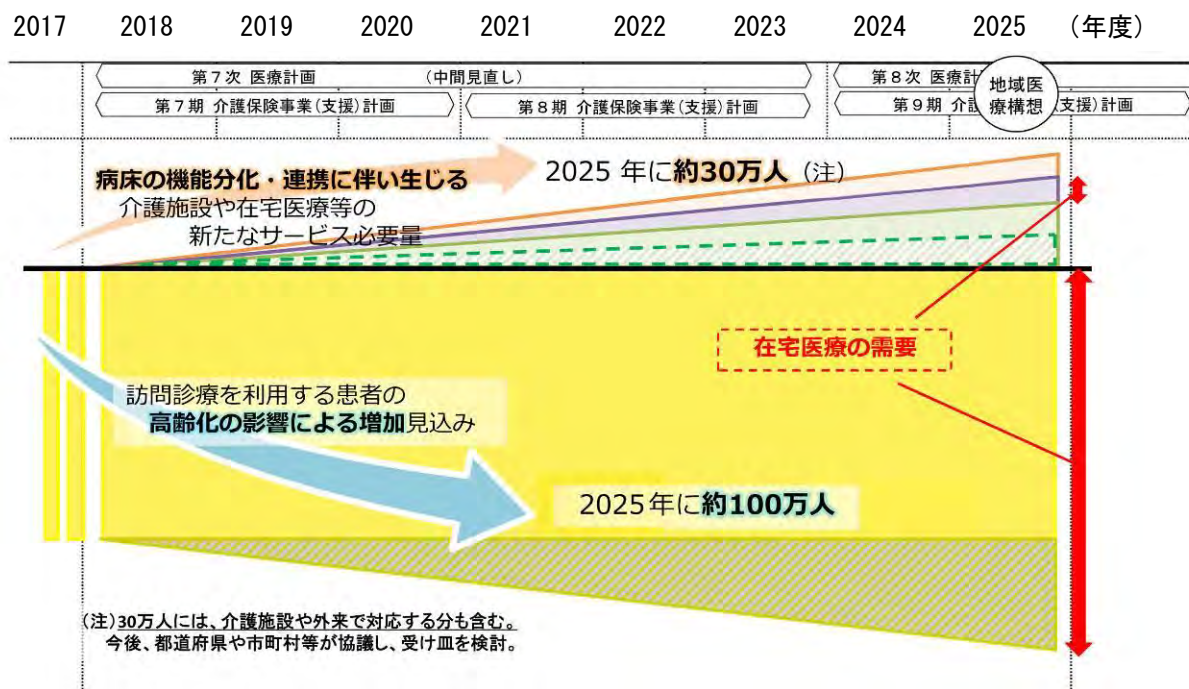 2017 2018 2019 2020 2021 2022 2023 2024 2025 （年度）
第７次 医療計画 （中間見直し） 第８次 医療計
第７期 介護保険事業（支援）計画 第８期 介護保険事業（支援）計画 第９期 介 支援）計画
地域医
療構想
病床の機能分化・連携に伴い生じる
介護施設や在宅医療等の
新たなサービス必要量
2025 年に約30万人（注）
在宅医療の需要
訪問診療を利用する患者の
高齢化の影響による増加見込み
2025年に約100万人
（注）30万人には、介護施設や外来で対応する分も含む。
今後、都道府県や市町村等が協議し、受け皿を検討。